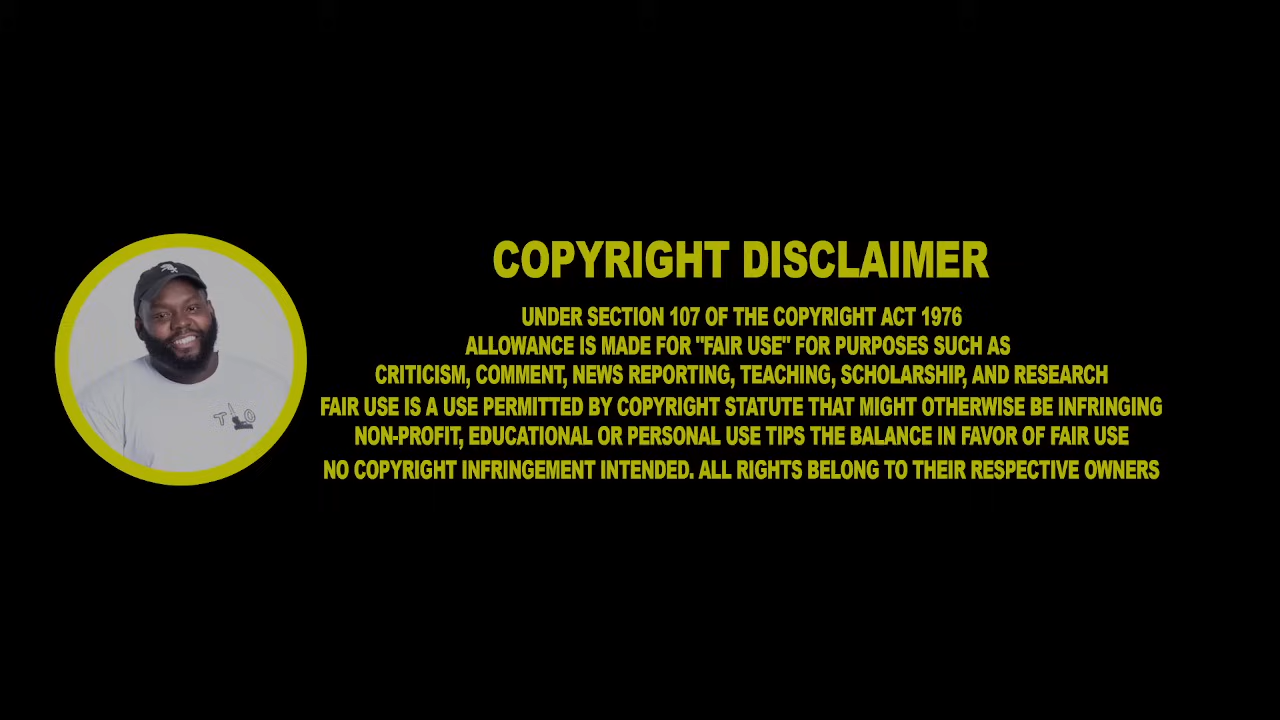 COPYRIGHT DISCLAIMER
UNDER SECTION 107 OF THE COPYRIGHT ACT 1976
ALLOWANCE IS MADE FOR "FAIR USE" FOR PURPOSES SUCH AS
CRITICISM, COMMENT, NEWS REPORTING, TEACHING, SCHOLARSHIP, AND RESEARCH
FAIR USE IS A USE PERMITTED BY COPYRIGHT STATUTE THAT MIGHT OTHERWISE BE INFRINGING
NON-PROFIT, EDUCATIONAL OR PERSONAL USE TIPS THE BALANCE IN FAVOR OF FAIR USE
NO COPYRIGHT INFRINGEMENT INTENDED. ALL RIGHTS BELONG TO THEIR RESPECTIVE OWNERS